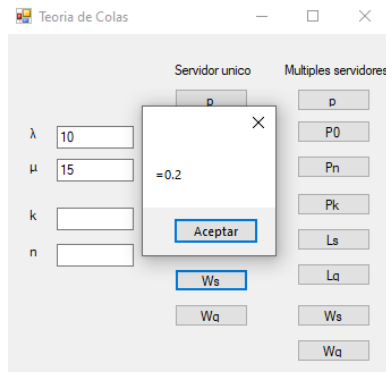 Teoria de Colas
Servidor unico
Multiples servidores
p
p
λ
10
P0
μ
15
=0.2
Pn
k
Aceptar
Pk
n
Ls
Ws
Lq
Wq
Ws
Wq